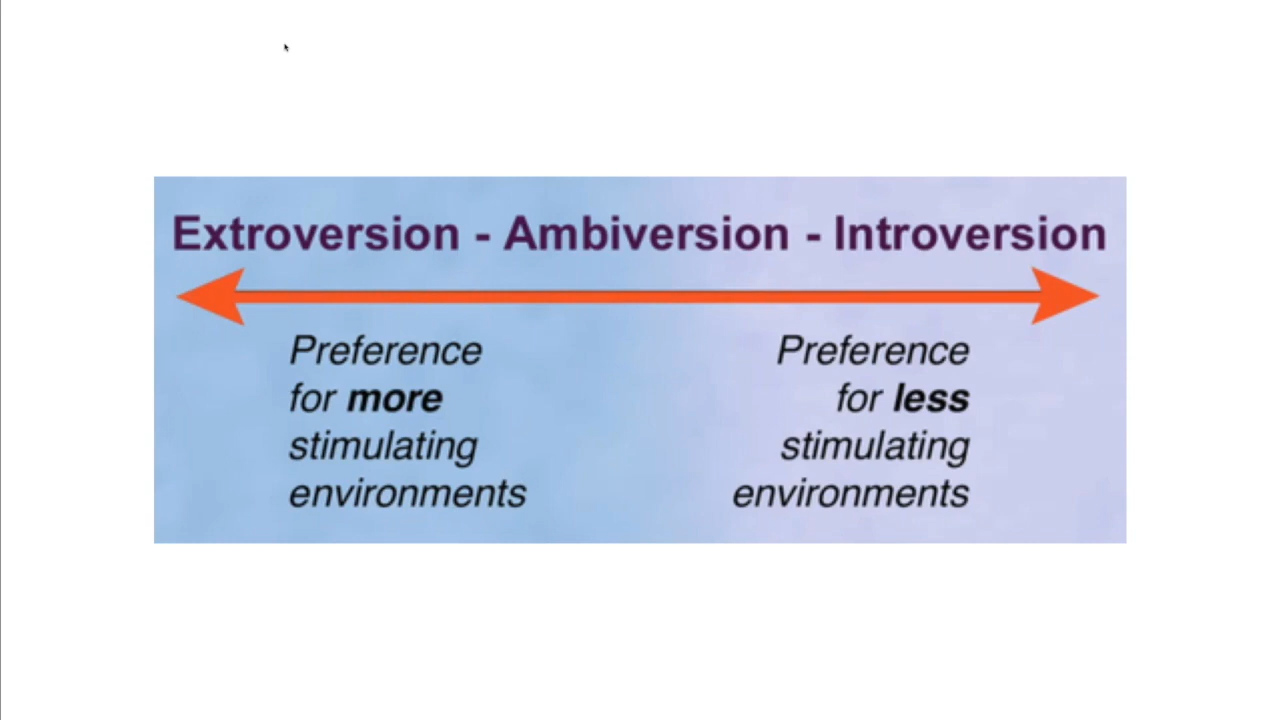 Extroversion - Ambiversion - Introversion
Preference
for more
stimulating
environments
Preference
for less
stimulating
environments